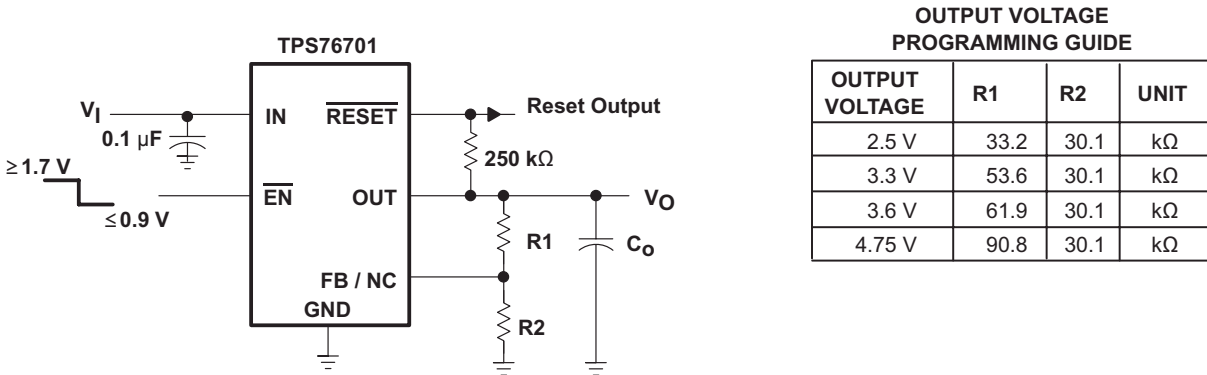 TPS76701
V_I
0.1 µF
IN
RESET
Reset Output
250 kΩ
≥ 1.7 V
≤ 0.9 V
EN
OUT
V_O
R1
C_o
FB / NC
GND
R2
OUTPUT VOLTAGE
PROGRAMMING GUIDE
OUTPUT VOLTAGE R1 R2 UNIT
2.5 V 33.2 30.1 kΩ
3.3 V 53.6 30.1 kΩ
3.6 V 61.9 30.1 kΩ
4.75 V 90.8 30.1 kΩ